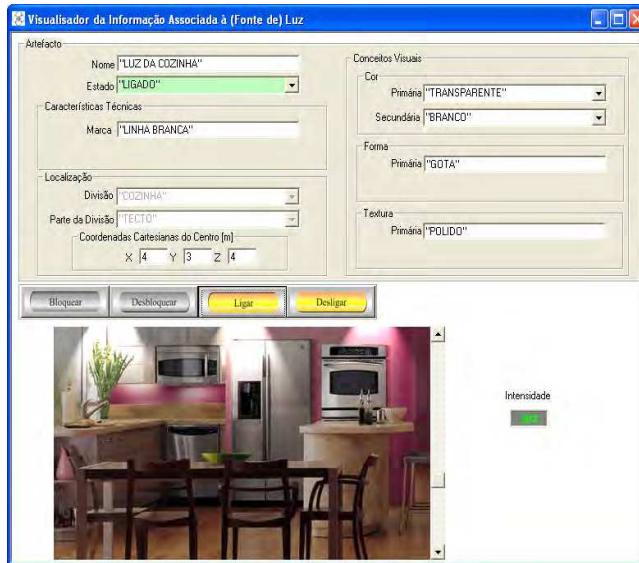 Visualisador da Informação Associada à (Fonte de) Luz
Artefacto
Nome "LUZ DA COZINHA"
Estado "LIGADO"
Características Técnicas
Marca "LINHA BRANCA"
Localização
Divisão "COZINHA"
Parte da Divisão "TECTO"
Coordenadas Cartesianas do Centro [m]
X 4 Y 3 Z 4
Conceitos Visuais
Cor
Primária "TRANSPARENTE"
Secundária "BRANCO"
Forma
Primária "GOTA"
Textura
Primária "POLIDO"
Bloquear Desbloquear Ligar Desligar
Intensidade